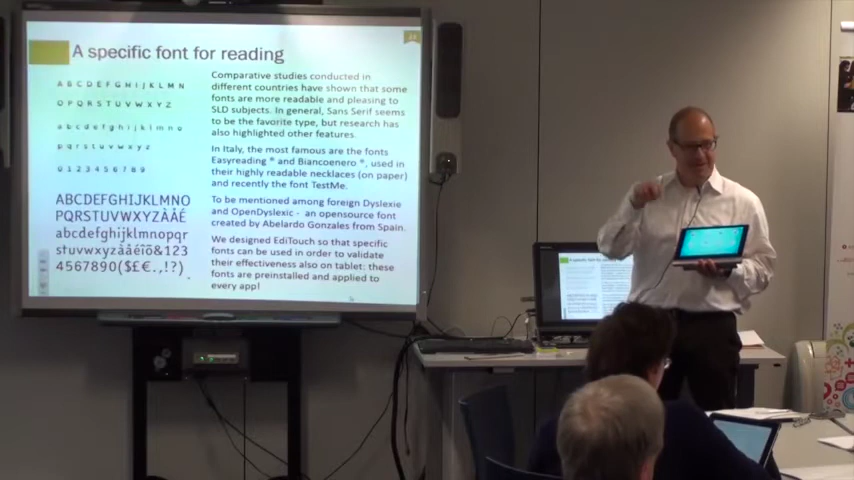 A specific font for reading
A B C D E F G H I J K L M N
O P Q R S T U V W X Y Z
a b c d e f g h i j k l m n o
p q r s t u v w x y z
0 1 2 3 4 5 6 7 8 9
ABCDEFGHIJKLMNO
PQRSTUVWXYZÀÅÉ
abcdefghijklmnopqr
stuvwxyzàåéîõ&123
4567890($£€.,!?)
Comparative studies conducted in
different countries have shown that some
fonts are more readable and pleasing to
SLD subjects. In general, Sans Serif seems
to be the favorite type, but research has
also highlighted other features.
In Italy, the most famous are the fonts
Easyreading ® and Biancoenero ®, used in
their highly readable necklaces (on paper)
and recently the font TestMe.
To be mentioned among foreign Dyslexie
and OpenDyslexic - an opensource font
created by Abelardo Gonzales from Spain.
We designed EdiTouch so that specific
fonts can be used in order to validate
their effectiveness also on tablet: these
fonts are preinstalled and applied to
every app!